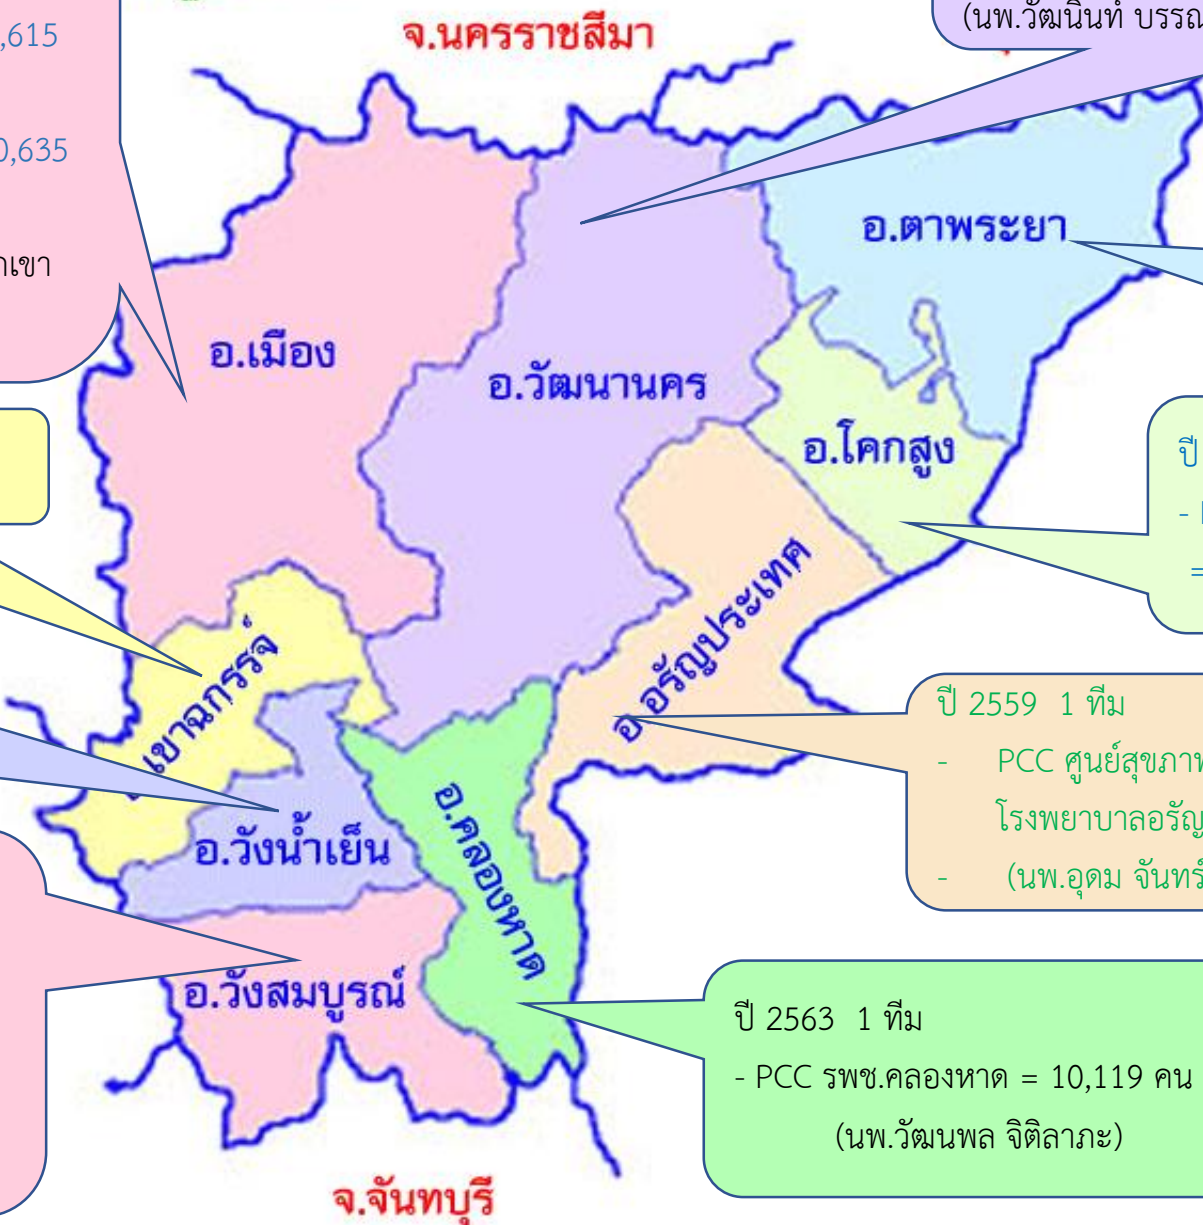 ,615
0,635
เขา
(นพ.วัฒนินท์
จ.นครราชสีมา
อ.ตาพระยา
อ.เมือง
อ.วัฒนานคร
อ.โคกสูง
ปี
-
=
อ.อรัญประเทศ
เขาฉกรรจ์
ปี 2559 1 ทีม
- PCC ศูนย์สุขภาพ
โรงพยาบาลอรัญ
- (นพ.อุดม จันทร์
อ.วังน้ำเย็น
อ.คลองหาด
อ.วังสมบูรณ์
ปี 2563 1 ทีม
- PCC รพช.คลองหาด = 10,119 คน
(นพ.วัฒนพล จิติลาภะ)
จ.จันทบุรี